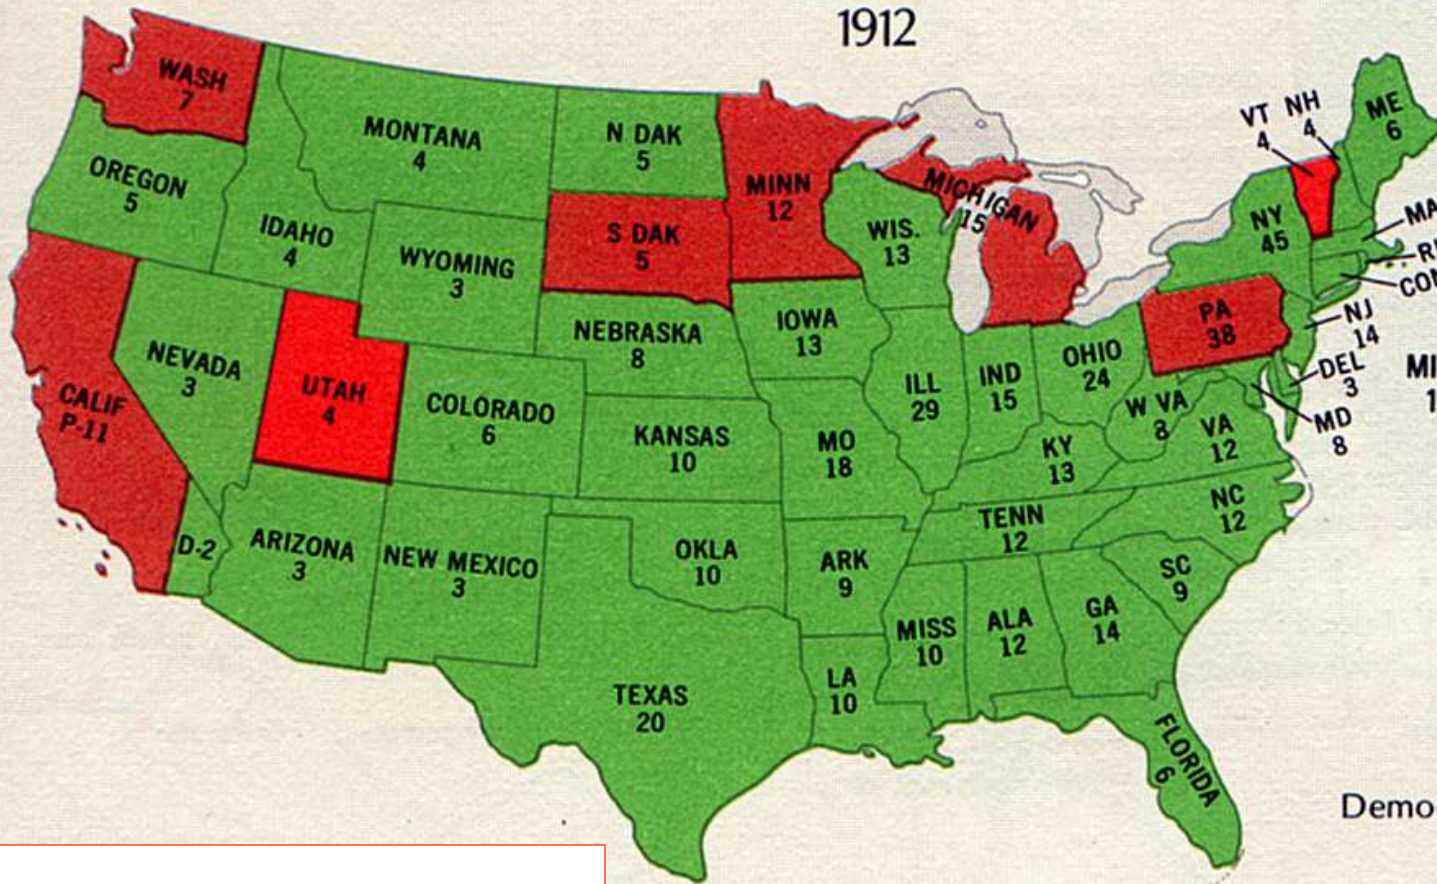 1912
WASH
7
OREGON
5
CALIF
P-11
D-2
NEVADA
3
IDAHO
4
MONTANA
4
WYOMING
3
UTAH
4
ARIZONA
3
COLORADO
6
NEW MEXICO
3
N DAK
5
S DAK
5
NEBRASKA
8
KANSAS
10
OKLA
10
TEXAS
20
MINN
12
IOWA
13
MO
18
ARK
9
LA
10
WIS.
13
MICHIGAN
15
ILL
29
IND
15
OHIO
24
KY
13
TENN
12
MISS
10
ALA
12
GA
14
FLORIDA
6
SC
9
NC
12
VA
12
W VA
8
PA
38
NY
45
VT
4
NH
4
ME
6
MA
CON
NJ
14
DEL
3
MD
8
MI
1
Demo